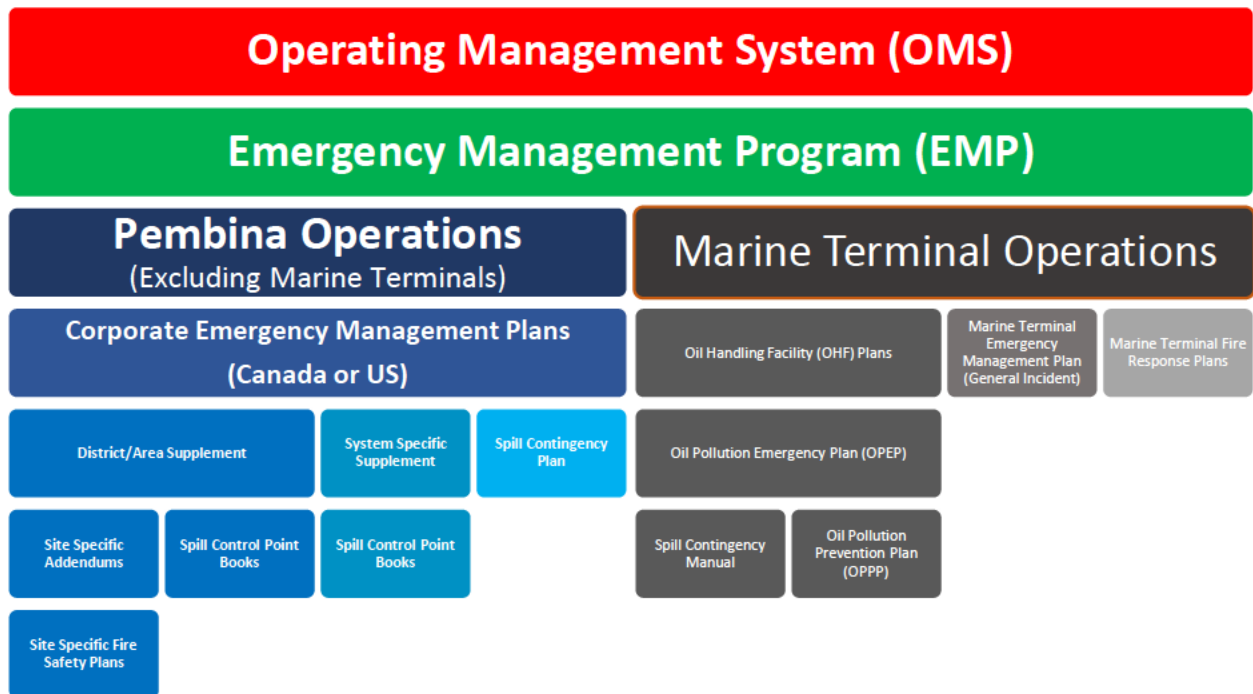 Operating Management System (OMS)
Emergency Management Program (EMP)
Pembina Operations
(Excluding Marine Terminals)
Marine Terminal Operations
Corporate Emergency Management Plans
(Canada or US)
Oil Handling Facility (OHF) Plans
Marine Terminal
Emergency
Management Plan
(General Incident)
Marine Terminal Fire
Response Plans
District/Area Supplement
System Specific
Supplement
Spill Contingency
Plan
Oil Pollution Emergency Plan (OPEP)
Site Specific
Addendums
Spill Control Point
Books
Spill Control Point
Books
Spill Contingency
Manual
Oil Pollution
Prevention Plan
(OPPP)
Site Specific Fire
Safety Plans